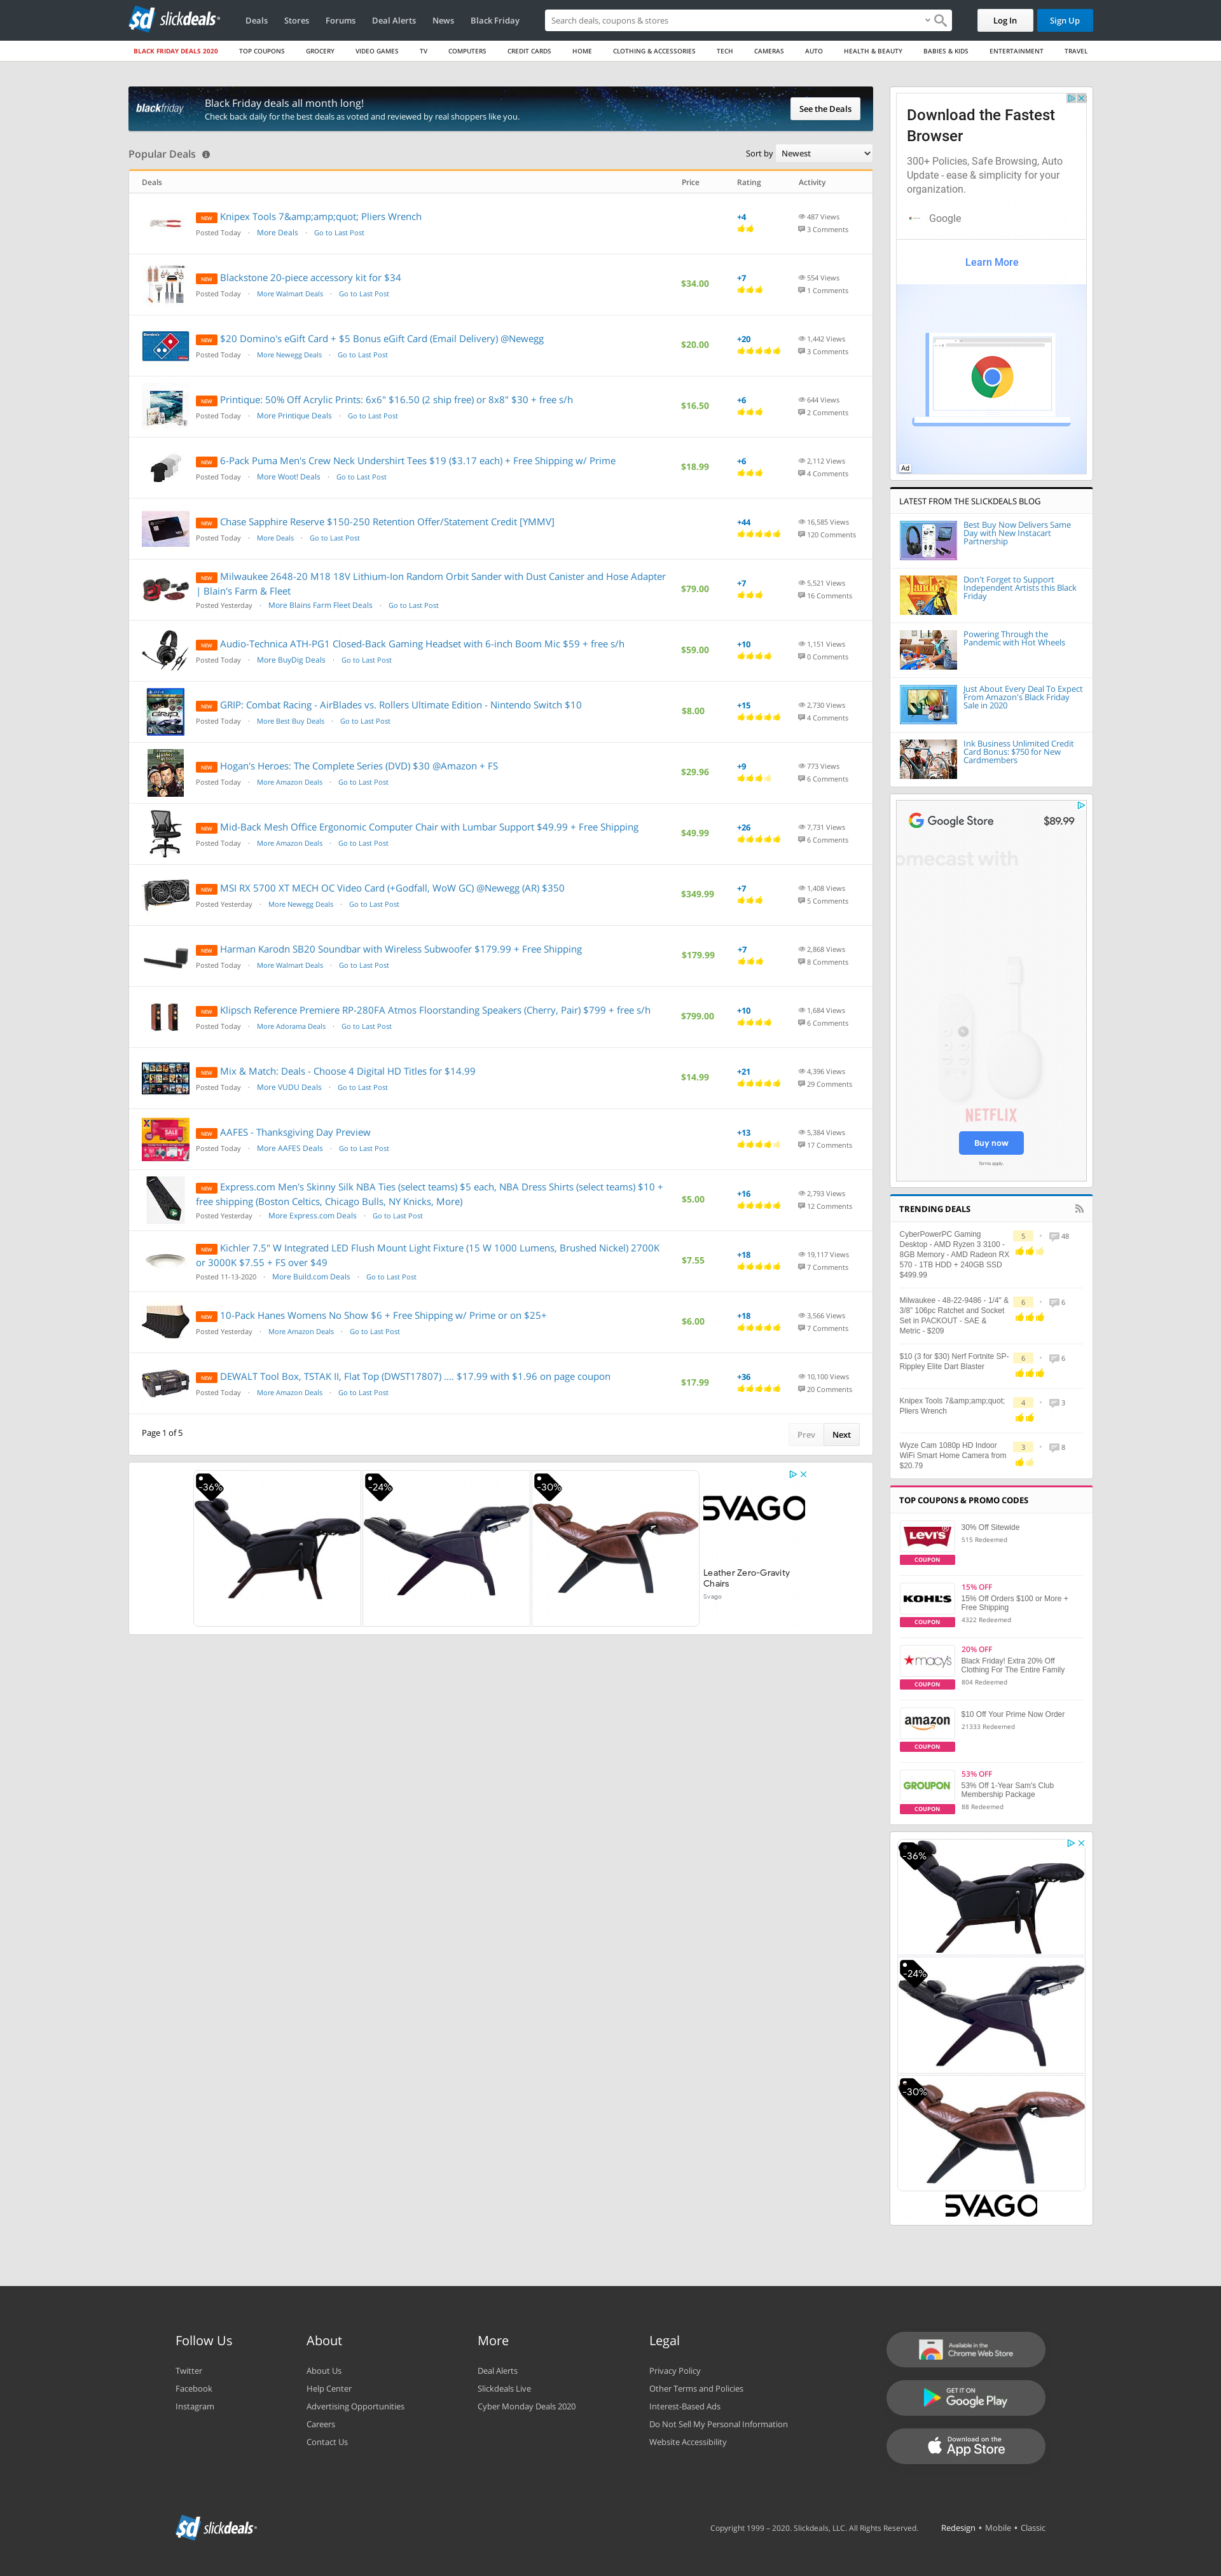 sd slickdeals
Deals Stores Forums Deal Alerts News Black Friday
Search deals, coupons & stores
Log In Sign Up
BLACK FRIDAY DEALS 2020 TOP COUPONS GROCERY VIDEO GAMES TV COMPUTERS CREDIT CARDS HOME CLOTHING & ACCESSORIES TECH CAMERAS AUTO HEALTH & BEAUTY BABIES & KIDS ENTERTAINMENT TRAVEL
blackfriday
Black Friday deals all month long!
Check back daily for the best deals as voted and reviewed by real shoppers like you.
See the Deals
Popular Deals
Sort by Newest
Deals Price Rating Activity
NEW Knipex Tools 7&amp;amp;quot; Pliers Wrench
Posted Today · More Deals · Go to Last Post
+4
487 Views
3 Comments
NEW Blackstone 20-piece accessory kit for $34
Posted Today · More Walmart Deals · Go to Last Post
$34.00
+7
554 Views
1 Comments
NEW $20 Domino's eGift Card + $5 Bonus eGift Card (Email Delivery) @Newegg
Posted Today · More Newegg Deals · Go to Last Post
$20.00
+20
1,442 Views
3 Comments
NEW Printique: 50% Off Acrylic Prints: 6x6" $16.50 (2 ship free) or 8x8" $30 + free s/h
Posted Today · More Printique Deals · Go to Last Post
$16.50
+6
644 Views
2 Comments
NEW 6-Pack Puma Men's Crew Neck Undershirt Tees $19 ($3.17 each) + Free Shipping w/ Prime
Posted Today · More Woot! Deals · Go to Last Post
$18.99
+6
2,112 Views
4 Comments
NEW Chase Sapphire Reserve $150-250 Retention Offer/Statement Credit [YMMV]
Posted Today · More Deals · Go to Last Post
+44
16,585 Views
120 Comments
NEW Milwaukee 2648-20 M18 18V Lithium-Ion Random Orbit Sander with Dust Canister and Hose Adapter
| Blain's Farm & Fleet
Posted Yesterday · More Blains Farm Fleet Deals · Go to Last Post
$79.00
+7
5,521 Views
16 Comments
NEW Audio-Technica ATH-PG1 Closed-Back Gaming Headset with 6-inch Boom Mic $59 + free s/h
Posted Today · More BuyDig Deals · Go to Last Post
$59.00
+10
1,151 Views
0 Comments
NEW GRIP: Combat Racing - AirBlades vs. Rollers Ultimate Edition - Nintendo Switch $10
Posted Today · More Best Buy Deals · Go to Last Post
$8.00
+15
2,730 Views
4 Comments
NEW Hogan's Heroes: The Complete Series (DVD) $30 @Amazon + FS
Posted Today · More Amazon Deals · Go to Last Post
$29.96
+9
773 Views
6 Comments
NEW Mid-Back Mesh Office Ergonomic Computer Chair with Lumbar Support $49.99 + Free Shipping
Posted Today · More Amazon Deals · Go to Last Post
$49.99
+26
7,731 Views
6 Comments
NEW MSI RX 5700 XT MECH OC Video Card (+Godfall, WoW GC) @Newegg (AR) $350
Posted Yesterday · More Newegg Deals · Go to Last Post
$349.99
+7
1,408 Views
5 Comments
NEW Harman Karodn SB20 Soundbar with Wireless Subwoofer $179.99 + Free Shipping
Posted Today · More Walmart Deals · Go to Last Post
$179.99
+7
2,868 Views
8 Comments
NEW Klipsch Reference Premiere RP-280FA Atmos Floorstanding Speakers (Cherry, Pair) $799 + free s/h
Posted Today · More Adorama Deals · Go to Last Post
$799.00
+10
1,684 Views
6 Comments
NEW Mix & Match: Deals - Choose 4 Digital HD Titles for $14.99
Posted Today · More VUDU Deals · Go to Last Post
$14.99
+21
4,396 Views
29 Comments
NEW AAFES - Thanksgiving Day Preview
Posted Today · More AAFES Deals · Go to Last Post
+13
5,384 Views
17 Comments
NEW Express.com Men's Skinny Silk NBA Ties (select teams) $5 each, NBA Dress Shirts (select teams) $10 +
free shipping (Boston Celtics, Chicago Bulls, NY Knicks, More)
Posted Yesterday · More Express.com Deals · Go to Last Post
$5.00
+16
2,793 Views
12 Comments
NEW Kichler 7.5" W Integrated LED Flush Mount Light Fixture (15 W 1000 Lumens, Brushed Nickel) 2700K
or 3000K $7.55 + FS over $49
Posted 11-13-2020 · More Build.com Deals · Go to Last Post
$7.55
+18
19,117 Views
7 Comments
NEW 10-Pack Hanes Womens No Show $6 + Free Shipping w/ Prime or on $25+
Posted Yesterday · More Amazon Deals · Go to Last Post
$6.00
+18
3,566 Views
7 Comments
NEW DEWALT Tool Box, TSTAK II, Flat Top (DWST17807) .... $17.99 with $1.96 on page coupon
Posted Today · More Amazon Deals · Go to Last Post
$17.99
+36
10,100 Views
20 Comments
Page 1 of 5
Prev Next
-36%
-24%
-30%
SVAGO
Leather Zero-Gravity
Chairs
Svago
Download the Fastest
Browser
300+ Policies, Safe Browsing, Auto
Update - ease & simplicity for your
organization.
Google
Learn More
Ad
LATEST FROM THE SLICKDEALS BLOG
Best Buy Now Delivers Same
Day with New Instacart
Partnership
Don't Forget to Support
Independent Artists this Black
Friday
Powering Through the
Pandemic with Hot Wheels
Just About Every Deal To Expect
From Amazon's Black Friday
Sale in 2020
Ink Business Unlimited Credit
Card Bonus: $750 for New
Cardmembers
Google Store $89.99
omecast with
NETFLIX
Buy now
Terms apply.
TRENDING DEALS
CyberPowerPC Gaming
Desktop - AMD Ryzen 3 3100 -
8GB Memory - AMD Radeon RX
570 - 1TB HDD + 240GB SSD
$499.99
5 48
Milwaukee - 48-22-9486 - 1/4" &
3/8" 106pc Ratchet and Socket
Set in PACKOUT - SAE &
Metric - $209
6 6
$10 (3 for $30) Nerf Fortnite SP-
Rippley Elite Dart Blaster
6 6
Knipex Tools 7&amp;amp;quot;
Pliers Wrench
4 3
Wyze Cam 1080p HD Indoor
WiFi Smart Home Camera from
$20.79
3 8
TOP COUPONS & PROMO CODES
LEVI'S
COUPON
30% Off Sitewide
515 Redeemed
KOHL'S
COUPON
15% OFF
15% Off Orders $100 or More +
Free Shipping
4322 Redeemed
macy's
COUPON
20% OFF
Black Friday! Extra 20% Off
Clothing For The Entire Family
804 Redeemed
amazon
COUPON
$10 Off Your Prime Now Order
21333 Redeemed
GROUPON
COUPON
53% OFF
53% Off 1-Year Sam's Club
Membership Package
88 Redeemed
-36%
-24%
-30%
SVAGO
Follow Us
Twitter
Facebook
Instagram
About
About Us
Help Center
Advertising Opportunities
Careers
Contact Us
More
Deal Alerts
Slickdeals Live
Cyber Monday Deals 2020
Legal
Privacy Policy
Other Terms and Policies
Interest-Based Ads
Do Not Sell My Personal Information
Website Accessibility
Available in the
Chrome Web Store
GET IT ON
Google Play
Download on the
App Store
sd slickdeals
Copyright 1999 – 2020. Slickdeals, LLC. All Rights Reserved.
Redesign • Mobile • Classic